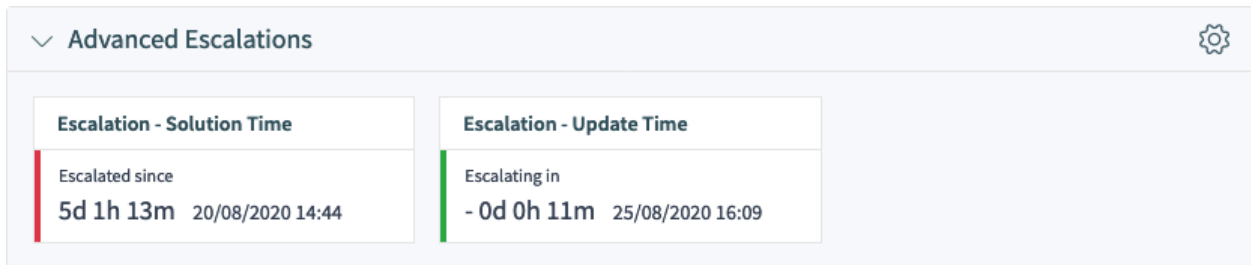 Advanced Escalations
Escalation - Solution Time
Escalated since
5d 1h 13m 20/08/2020 14:44
Escalation - Update Time
Escalating in
- 0d 0h 11m 25/08/2020 16:09